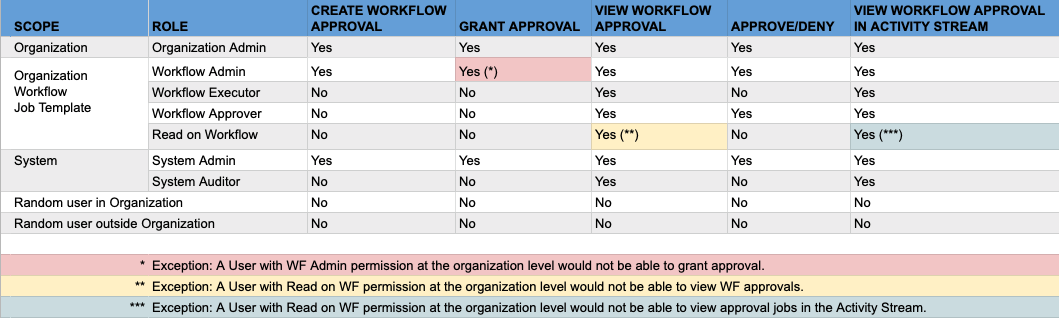 SCOPE ROLE CREATE WORKFLOW APPROVAL GRANT APPROVAL VIEW WORKFLOW APPROVAL APPROVE/DENY VIEW WORKFLOW APPROVAL IN ACTIVITY STREAM
Organization Organization Admin Yes Yes Yes Yes Yes
Organization Workflow Job Template Workflow Admin Yes Yes (*) Yes Yes Yes
Workflow Executor No No Yes No Yes
Workflow Approver No No Yes Yes Yes
Read on Workflow No No Yes (**) No Yes (***)
System System Admin Yes Yes Yes Yes Yes
System Auditor No No Yes No Yes
Random user in Organization No No No No No
Random user outside Organization No No No No No
* Exception: A User with WF Admin permission at the organization level would not be able to grant approval.
** Exception: A User with Read on WF permission at the organization level would not be able to view WF approvals.
*** Exception: A User with Read on WF permission at the organization level would not be able to view approval jobs in the Activity Stream.